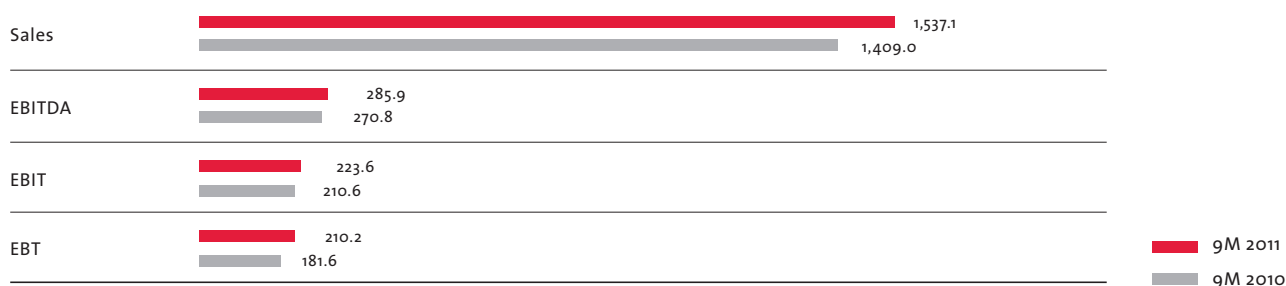 Sales
1,537.1
1,409.0
EBITDA
285.9
270.8
EBIT
223.6
210.6
EBT
210.2
181.6
9M 2011
9M 2010